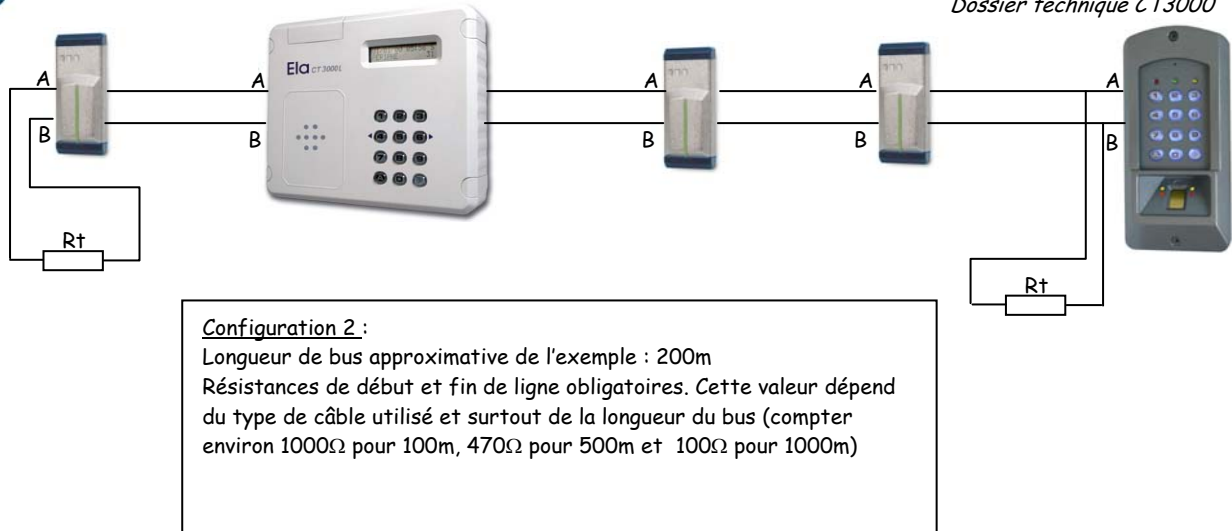 Dossier technique CT3000
Ela CT 3000L
A A A A A
B B B B B
Rt
Rt
Configuration 2 :
Longueur de bus approximative de l'exemple : 200m
Résistances de début et fin de ligne obligatoires. Cette valeur dépend
du type de câble utilisé et surtout de la longueur du bus (compter
environ 1000Ω pour 100m, 470Ω pour 500m et 100Ω pour 1000m)